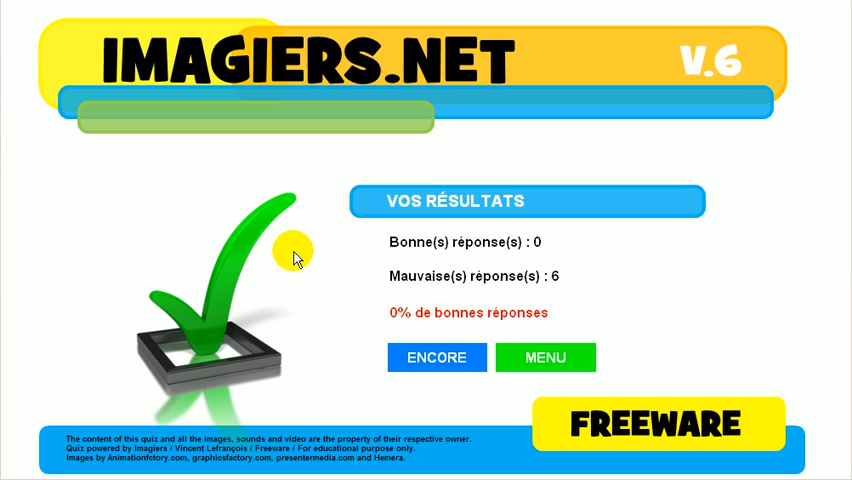 IMAGIERS.NET
V.6
VOS RÉSULTATS
Bonne(s) réponse(s) : 0
Mauvaise(s) réponse(s) : 6
0% de bonnes réponses
ENCORE
MENU
FREEWARE
The content of this quiz and all the images, sounds and video are the property of their respective owner.
Quiz powered by Imagiers / Vincent Lefrançois / Freeware / For educational purpose only.
Images by Animationfctory.com, graphicsfactory.com, presentermedia.com and Hemera.